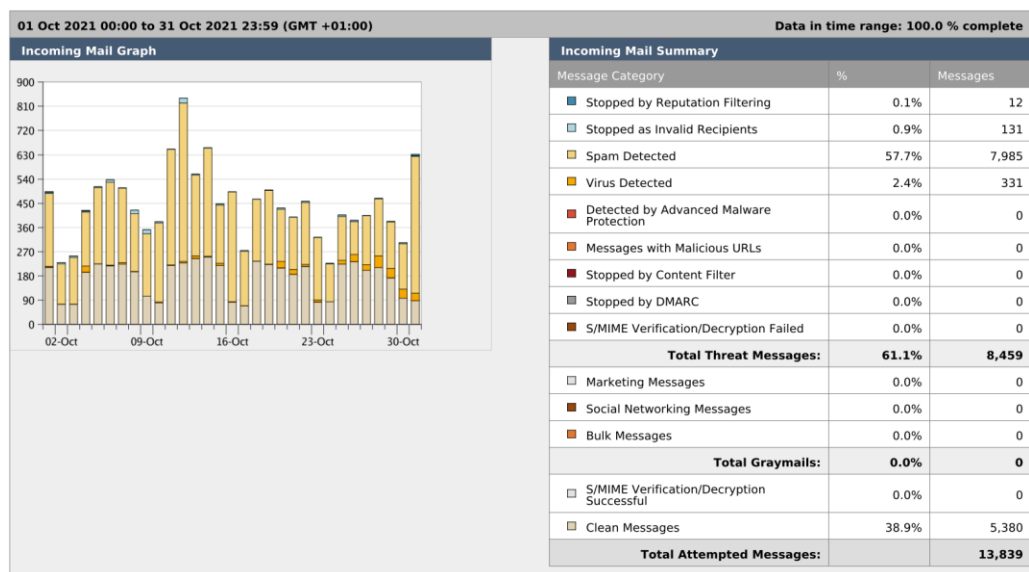 01 Oct 2021 00:00 to 31 Oct 2021 23:59 (GMT +01:00) Data in time range: 100.0 % complete
Incoming Mail Graph
900
810
720
630
540
450
360
270
180
90
0
02-Oct 09-Oct 16-Oct 23-Oct 30-Oct
Incoming Mail Summary
Message Category % Messages
Stopped by Reputation Filtering 0.1% 12
Stopped as Invalid Recipients 0.9% 131
Spam Detected 57.7% 7,985
Virus Detected 2.4% 331
Detected by Advanced Malware
Protection 0.0% 0
Messages with Malicious URLs 0.0% 0
Stopped by Content Filter 0.0% 0
Stopped by DMARC 0.0% 0
S/MIME Verification/Decryption Failed 0.0% 0
Total Threat Messages: 61.1% 8,459
Marketing Messages 0.0% 0
Social Networking Messages 0.0% 0
Bulk Messages 0.0% 0
Total Graymails: 0.0% 0
S/MIME Verification/Decryption
Successful 0.0% 0
Clean Messages 38.9% 5,380
Total Attempted Messages: 13,839